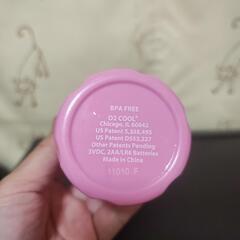 BPA FREE
O2 COOL®
Chicago, IL 60642
US Patent 5,338,495
US Patent D553,227
Other Patents Pending
3VDC, 2AA/LR6 Batteries
Made in China
11010 F